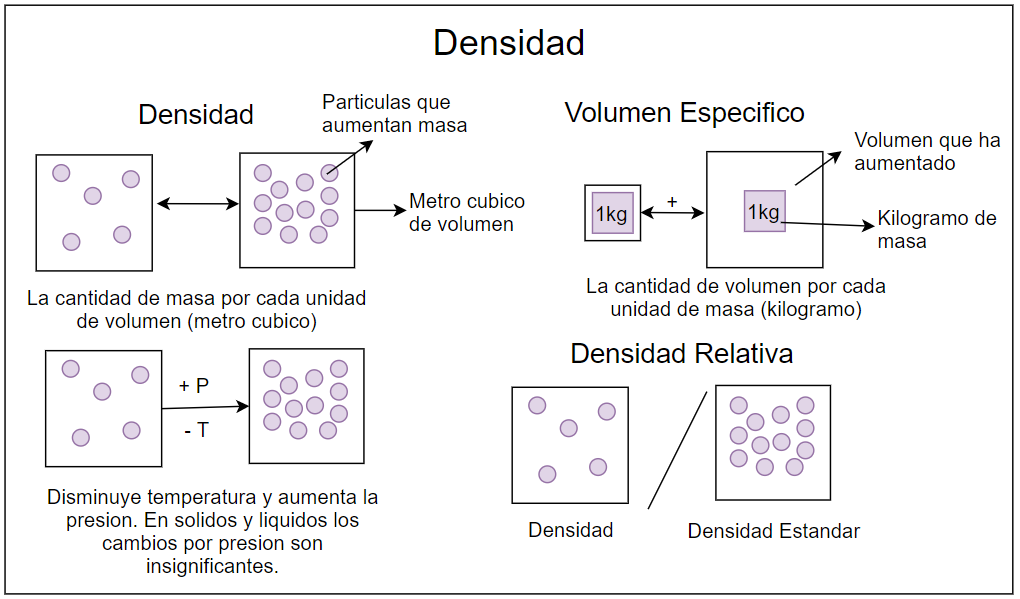 Densidad
Densidad
Particulas que
aumentan masa
Metro cubico
de volumen
La cantidad de masa por cada unidad
de volumen (metro cubico)
+ P
- T
Disminuye temperatura y aumenta la
presion. En solidos y liquidos los
cambios por presion son
insignificantes.
Volumen Especifico
Volumen que ha
aumentado
1kg
+
1kg
Kilogramo de
masa
La cantidad de volumen por cada
unidad de masa (kilogramo)
Densidad Relativa
Densidad
Densidad Estandar